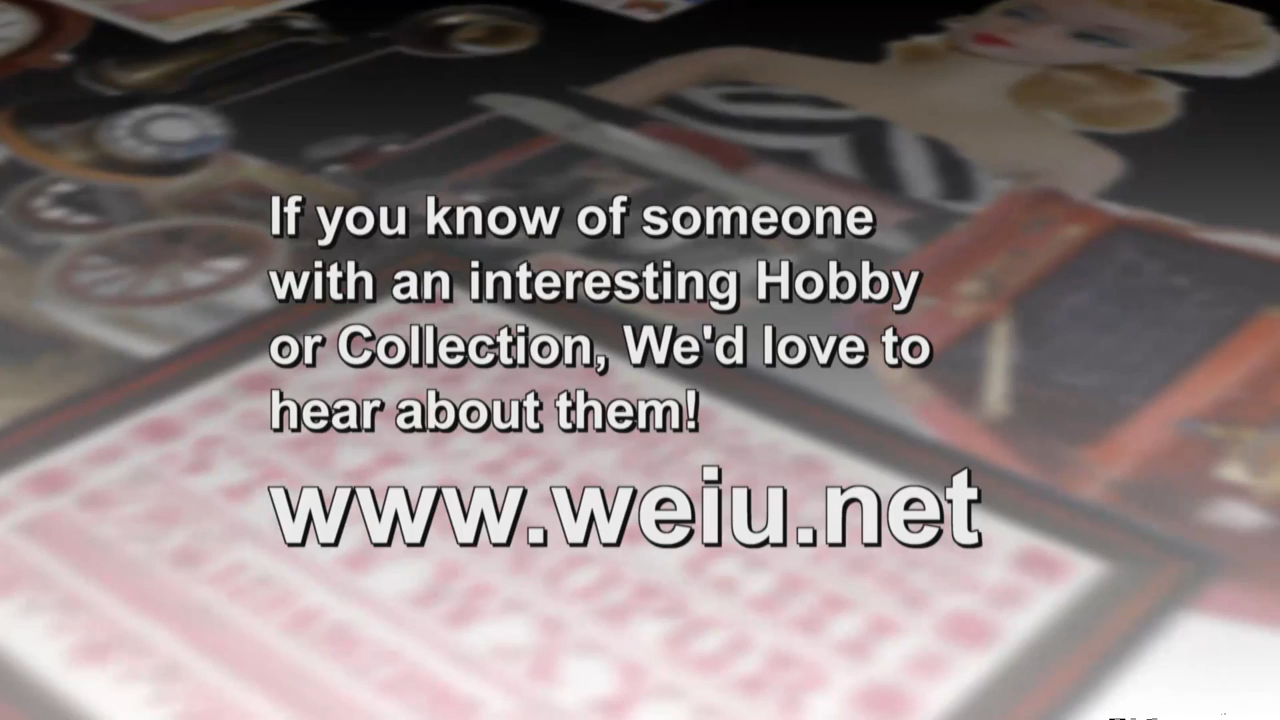 If you know of someone
with an interesting Hobby
or Collection, We'd love to
hear about them!
www.weiu.net